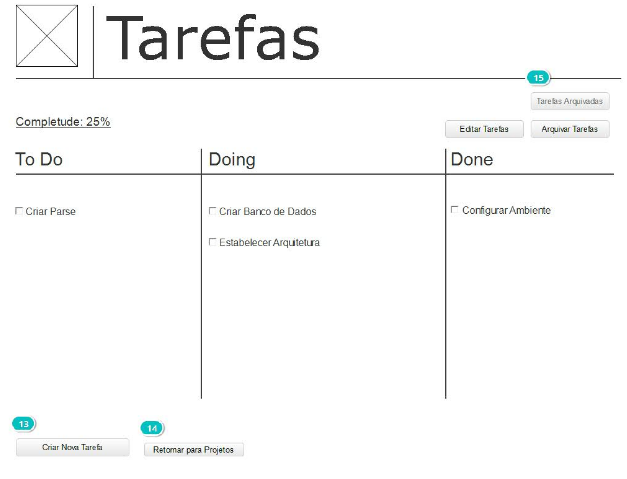 Tarefas
15
Tarefas Arquivadas
Completude: 25%
Editar Tarefas
Arquivar Tarefas
To Do
Doing
Done
Criar Parse
Criar Banco de Dados
Configurar Ambiente
Estabelecer Arquitetura
13
14
Criar Nova Tarefa
Retornar para Projetos